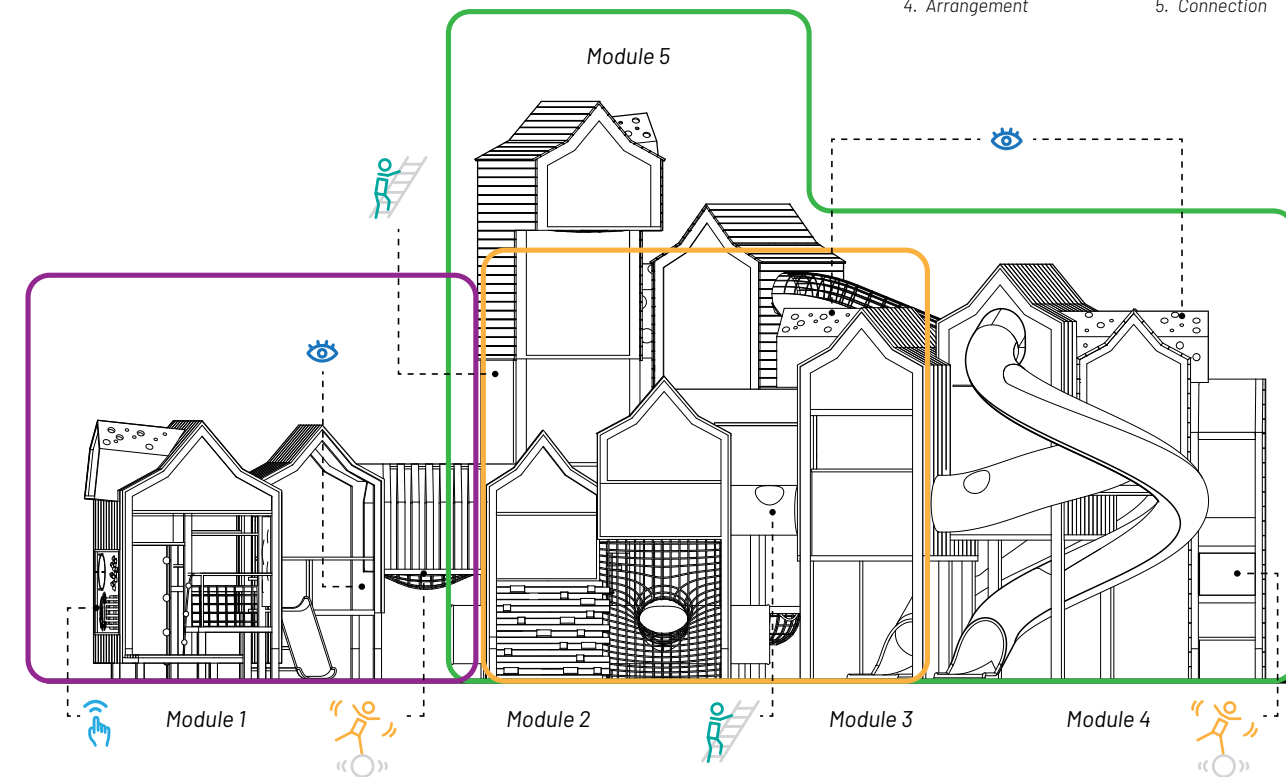 4. Arrangement
5. Connection
Module 5
Module 1
Module 2
Module 3
Module 4